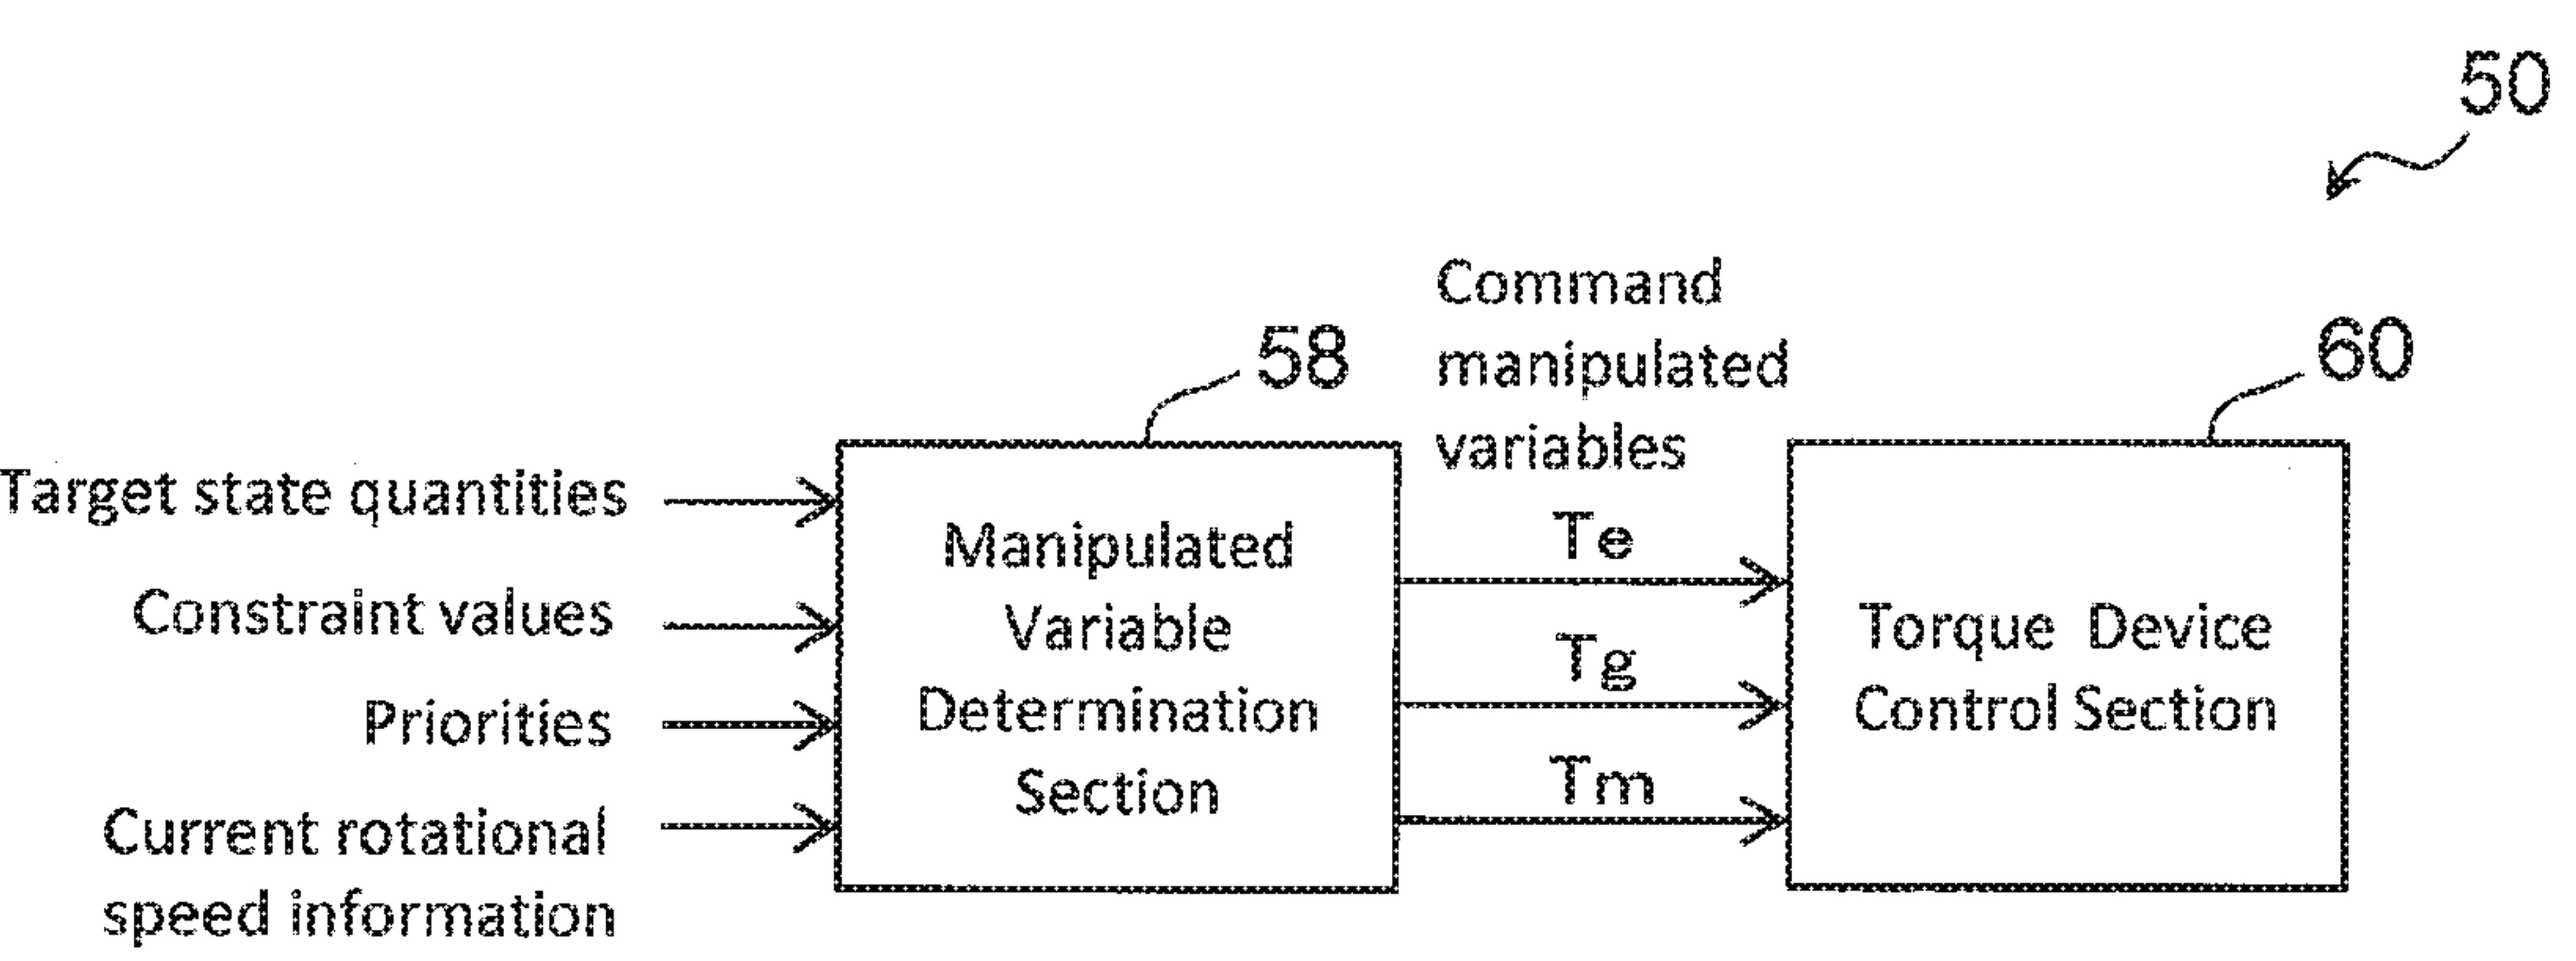 50
Command
manipulated
variables
58
60
Target state quantities
Constraint values
Priorities
Current rotational
speed information
Manipulated
Variable
Determination
Section
Te
Tg
Tm
Torque Device
Control Section